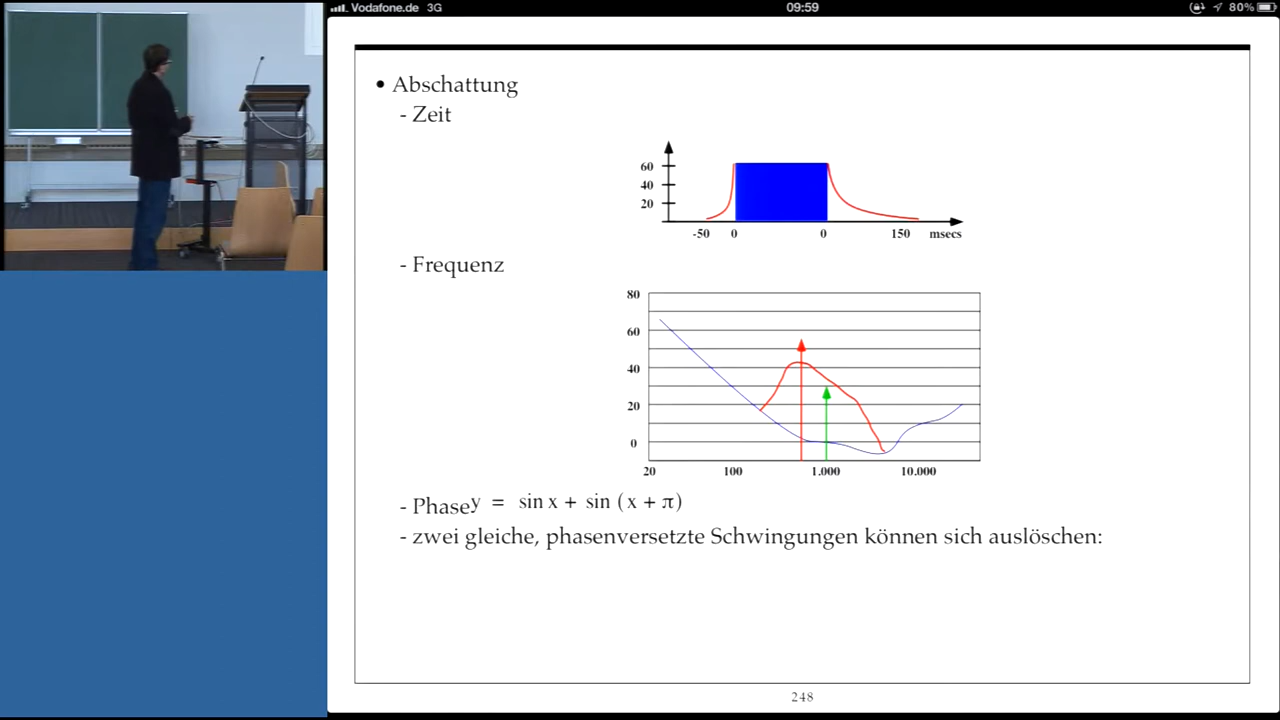 Vodafone.de 3G 09:59 80%
• Abschattung
- Zeit
60
40
20
-50 0 0 150 msecs
- Frequenz
80
60
40
20
0
20 100 1.000 10.000
- Phase y = sin x + sin (x + π)
- zwei gleiche, phasenversetzte Schwingungen können sich auslöschen:
248